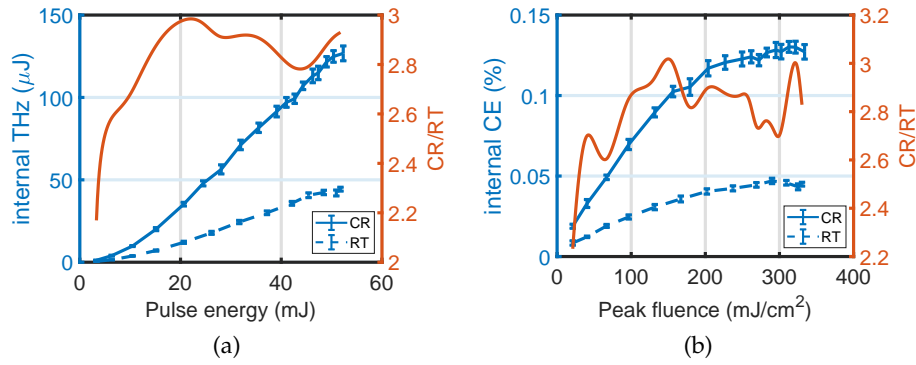 150
100
50
0
internal THz (μJ)
3
2.8
2.6
2.4
2.2
2
CR/RT
CR
RT
0 20 40 60
Pulse energy (mJ)
(a)
0.15
0.1
0.05
0
internal CE (%)
3.2
3
2.8
2.6
2.4
2.2
CR/RT
CR
RT
0 100 200 300 400
Peak fluence (mJ/cm²)
(b)